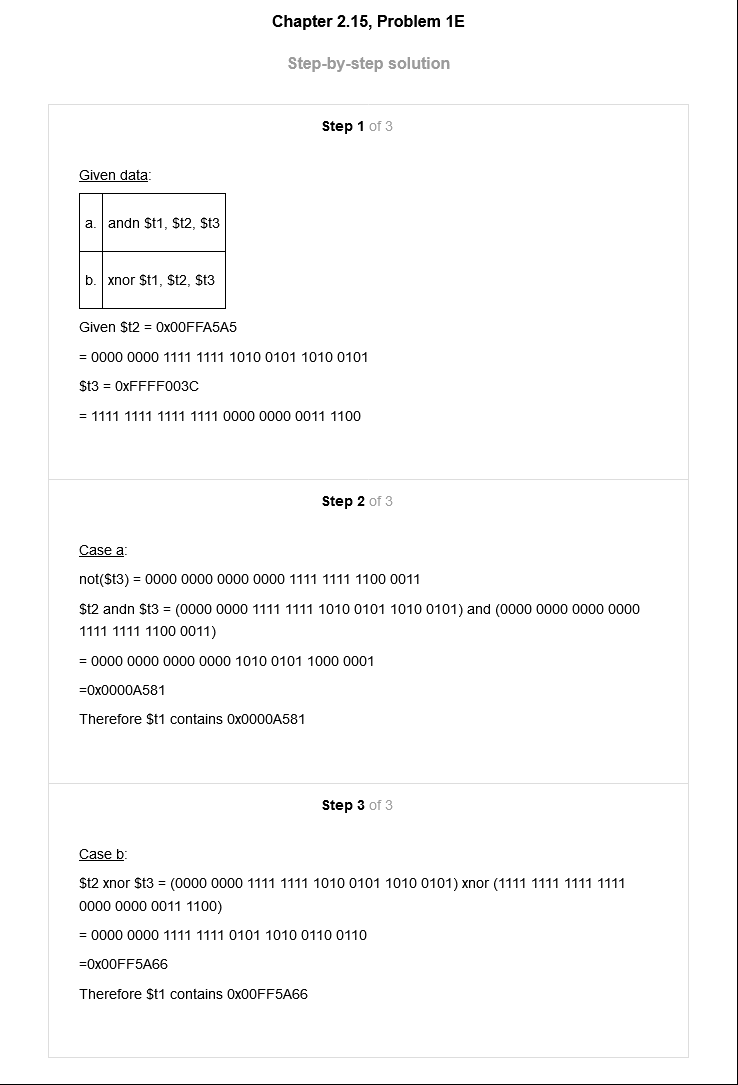 Chapter 2.15, Problem 1E
Step-by-step solution
Step 1 of 3
Given data:
a. andn $t1, $t2, $t3
b. xnor $t1, $t2, $t3
Given $t2 = 0x00FFA5A5
= 0000 0000 1111 1111 1010 0101 1010 0101
$t3 = 0xFFFF003C
= 1111 1111 1111 1111 0000 0000 0011 1100
Step 2 of 3
Case a:
not($t3) = 0000 0000 0000 0000 1111 1111 1100 0011
$t2 andn $t3 = (0000 0000 1111 1111 1010 0101 1010 0101) and (0000 0000 0000 0000
1111 1111 1100 0011)
= 0000 0000 0000 0000 1010 0101 1000 0001
=0x0000A581
Therefore $t1 contains 0x0000A581
Step 3 of 3
Case b:
$t2 xnor $t3 = (0000 0000 1111 1111 1010 0101 1010 0101) xnor (1111 1111 1111 1111
0000 0000 0011 1100)
= 0000 0000 1111 1111 0101 1010 0110 0110
=0x00FF5A66
Therefore $t1 contains 0x00FF5A66